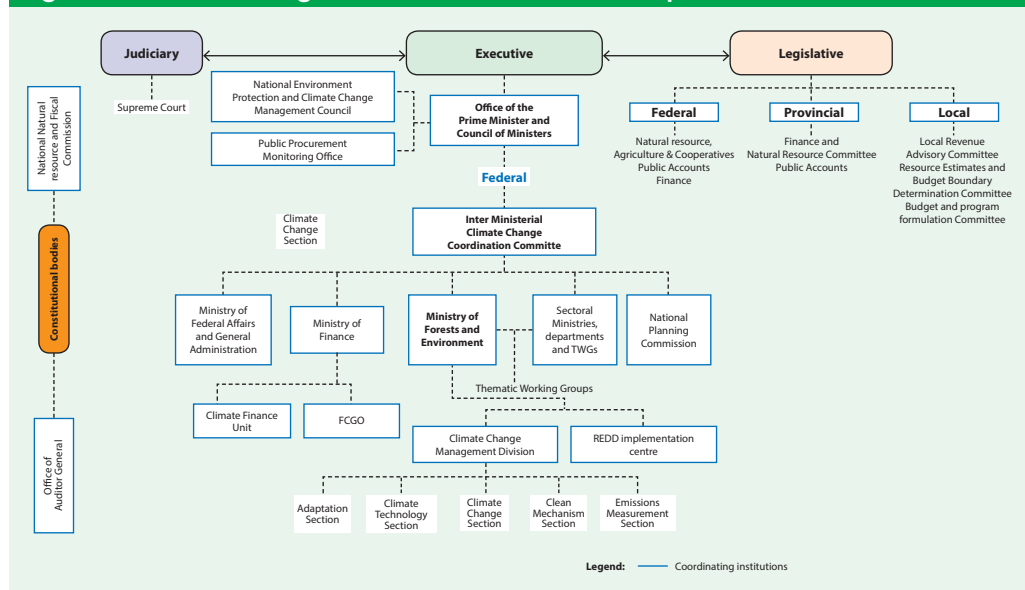 Judiciary
Executive
Legislative
Supreme Court
National Environment
Protection and Climate Change
Management Council
Public Procurement
Monitoring Office
Office of the
Prime Minister and
Council of Ministers
Federal
Natural resource,
Agriculture & Cooperatives
Public Accounts
Finance
Provincial
Finance and
Natural Resource Committee
Public Accounts
Local
Local Revenue
Advisory Committee
Resource Estimates and
Budget Boundary
Determination Committee
Budget and program
formulation Committee
National Natural
resource and Fiscal
Commission
Constitutional bodies
Office of
Auditor General
Federal
Climate
Change
Section
Inter Ministerial
Climate Change
Coordination Committe
Ministry of
Federal Affairs
and General
Administration
Ministry of
Finance
Ministry of
Forests and
Environment
Sectoral
Ministries,
departments
and TWGs
National
Planning
Commission
Thematic Working Groups
Climate Finance
Unit
FCGO
Climate Change
Management Division
REDD implementation
centre
Adaptation
Section
Climate
Technology
Section
Climate
Change
Section
Clean
Mechanism
Section
Emissions
Measurement
Section
Legend:
Coordinating institutions